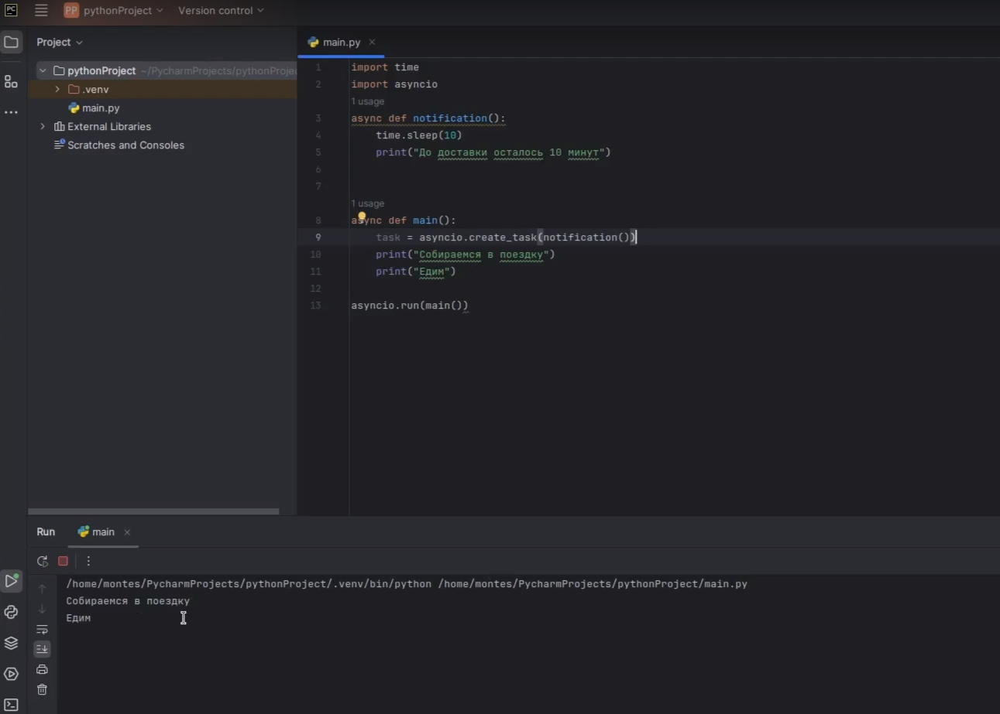 PC
PP pythonProject Version control
Project
main.py
pythonProject ~/PycharmProjects/pythonProje
.venv
main.py
External Libraries
Scratches and Consoles
1 import time
2 import asyncio
1 usage
3 async def notification():
4 time.sleep(10)
5 print("До доставки осталось 10 минут")
6
7
1 usage
8 async def main():
9 task = asyncio.create_task(notification())
10 print("Собираемся в поездку")
11 print("Едим")
12
13 asyncio.run(main())
Run main
/home/montes/PycharmProjects/pythonProject/.venv/bin/python /home/montes/PycharmProjects/pythonProject/main.py
Собираемся в поездку
Едим